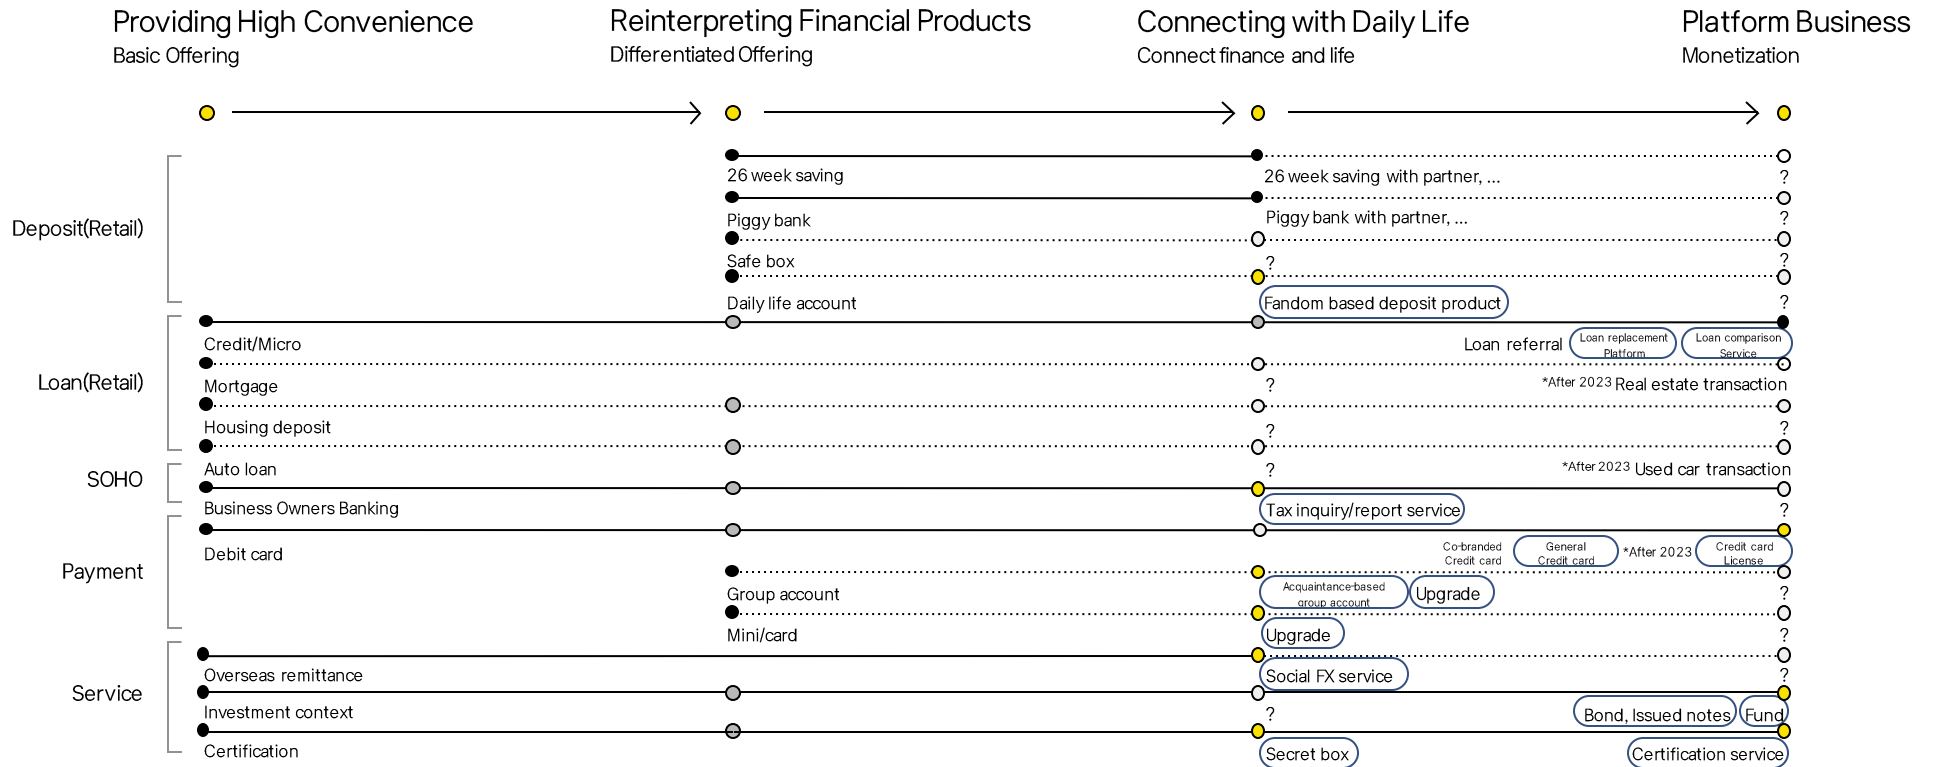 Providing High Convenience
Basic Offering
Reinterpreting Financial Products
Differentiated Offering
Connecting with Daily Life
Connect finance and life
Platform Business
Monetization
Deposit(Retail)
26 week saving
26 week saving with partner, ...
?
Piggy bank
Piggy bank with partner, ...
?
Safe box
?
?
Daily life account
Fandom based deposit product
?
Loan(Retail)
Credit/Micro
Loan referral
Loan replacement
Platform
Loan comparison
Service
Mortgage
?
*After 2023 Real estate transaction
Housing deposit
?
?
Auto loan
?
*After 2023 Used car transaction
SOHO
Business Owners Banking
Tax inquiry/report service
?
Payment
Debit card
Co-branded
Credit card
General
Credit card
*After 2023
Credit card
License
Group account
Acquaintance-based
group account
Upgrade
?
Mini/card
Upgrade
?
Service
Overseas remittance
Social FX service
?
Investment context
?
Bond, Issued notes
Fund
Certification
Secret box
Certification service